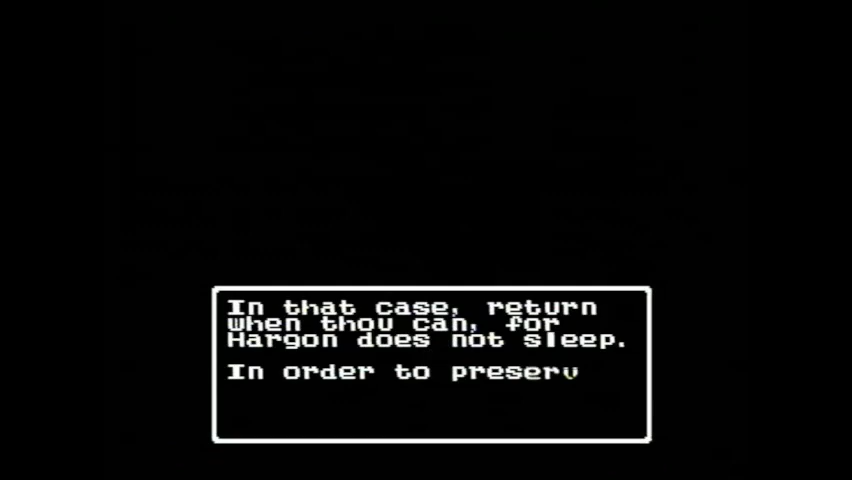 In that case, return
when thou can, for
Hargon does not sleep.
In order to preserv